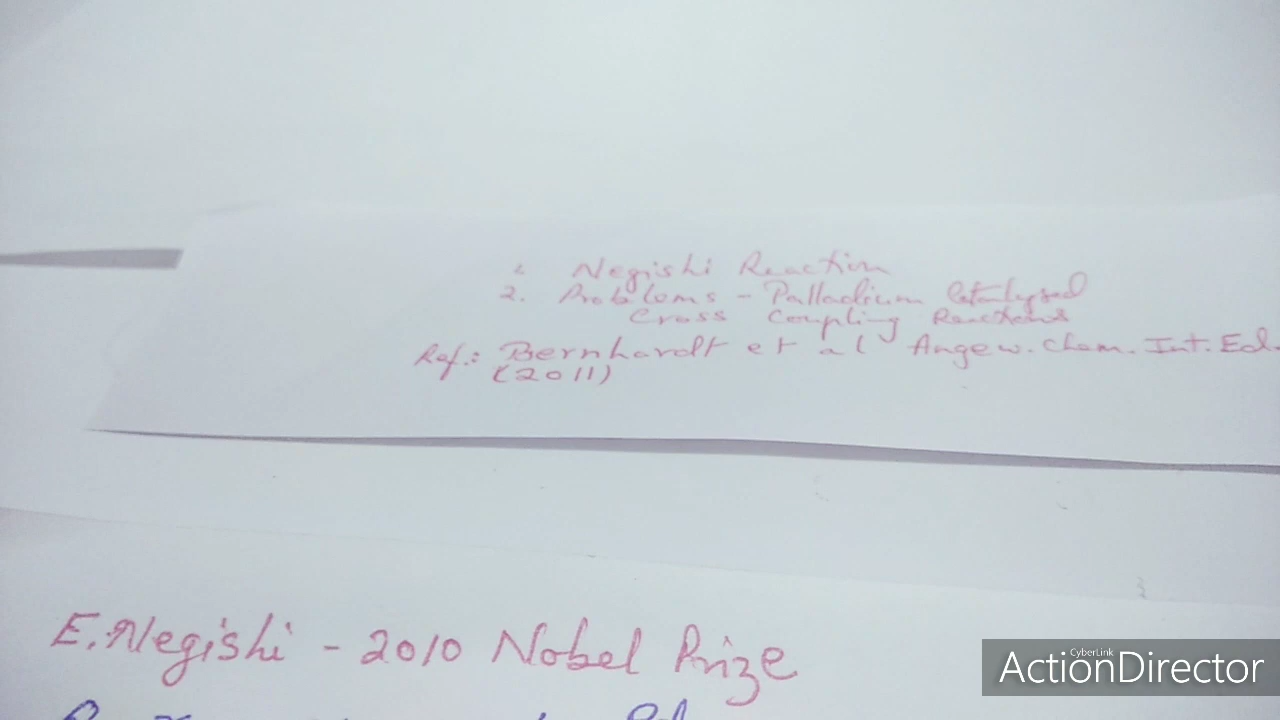 1. Negishi Reaction
2. Problems - Palladium Catalysed
Cross Coupling Reactions
Ref.: Bernhardt et al Angew. Chem. Int. Ed.
(2011)
E. Negishi - 2010 Nobel Prize
CyberLink
ActionDirector